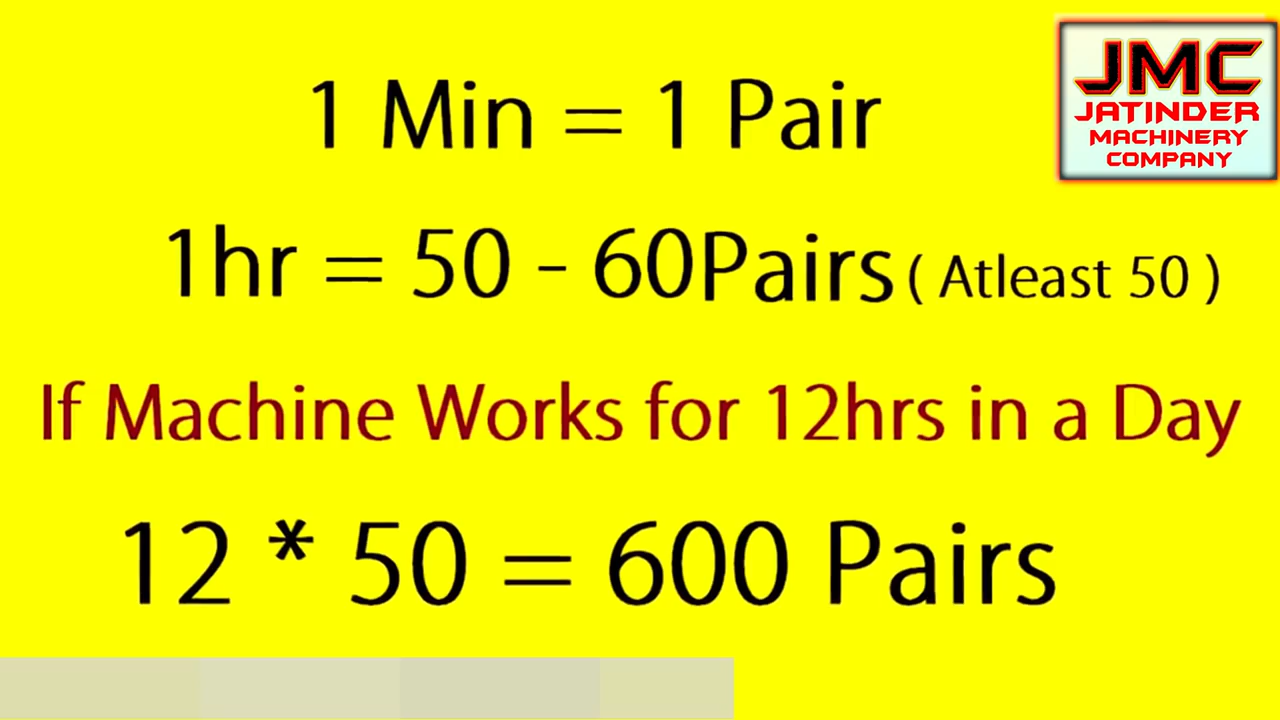 JMC
JATINDER
MACHINERY
COMPANY
1 Min = 1 Pair
1hr = 50 - 60Pairs ( Atleast 50 )
If Machine Works for 12hrs in a Day
12 * 50 = 600 Pairs